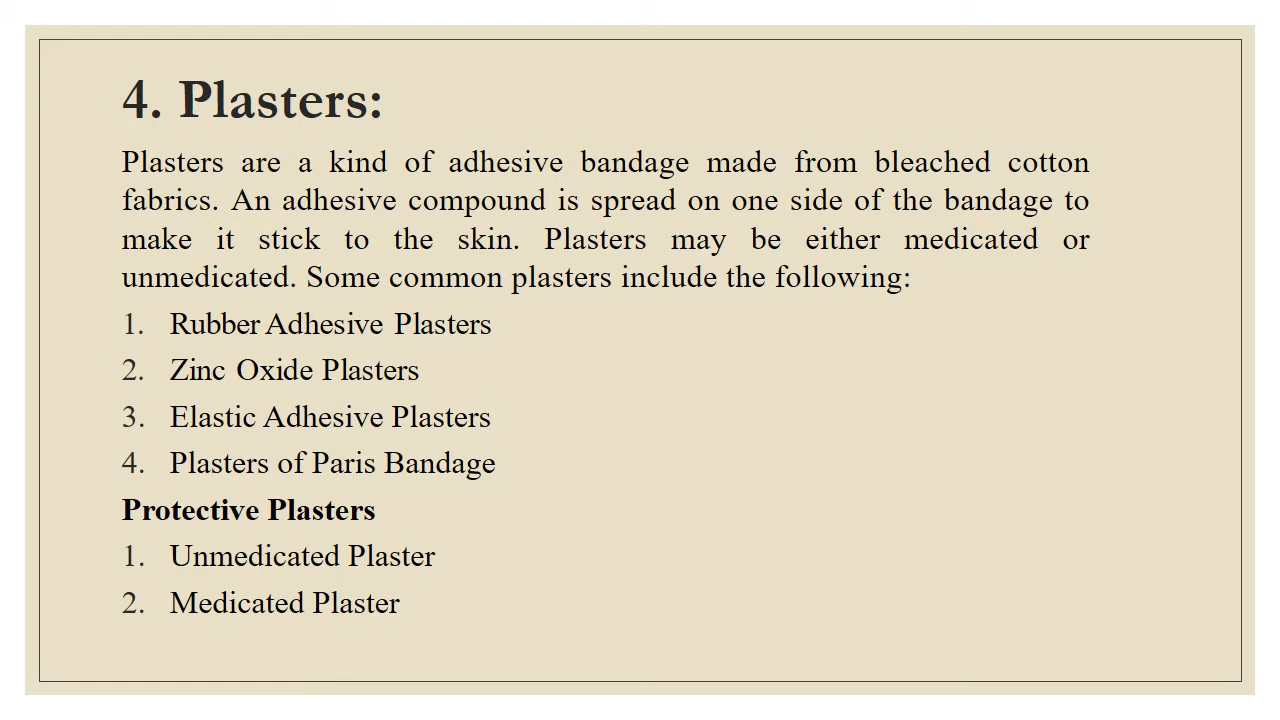 4. Plasters:
Plasters are a kind of adhesive bandage made from bleached cotton
fabrics. An adhesive compound is spread on one side of the bandage to
make it stick to the skin. Plasters may be either medicated or
unmedicated. Some common plasters include the following:
1. Rubber Adhesive Plasters
2. Zinc Oxide Plasters
3. Elastic Adhesive Plasters
4. Plasters of Paris Bandage
Protective Plasters
1. Unmedicated Plaster
2. Medicated Plaster